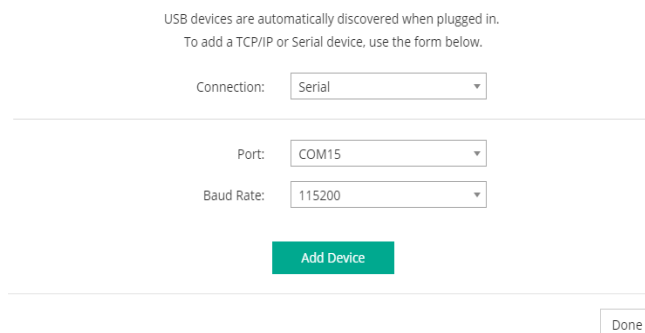 USB devices are automatically discovered when plugged in.
To add a TCP/IP or Serial device, use the form below.
Connection: Serial
Port: COM15
Baud Rate: 115200
Add Device
Done